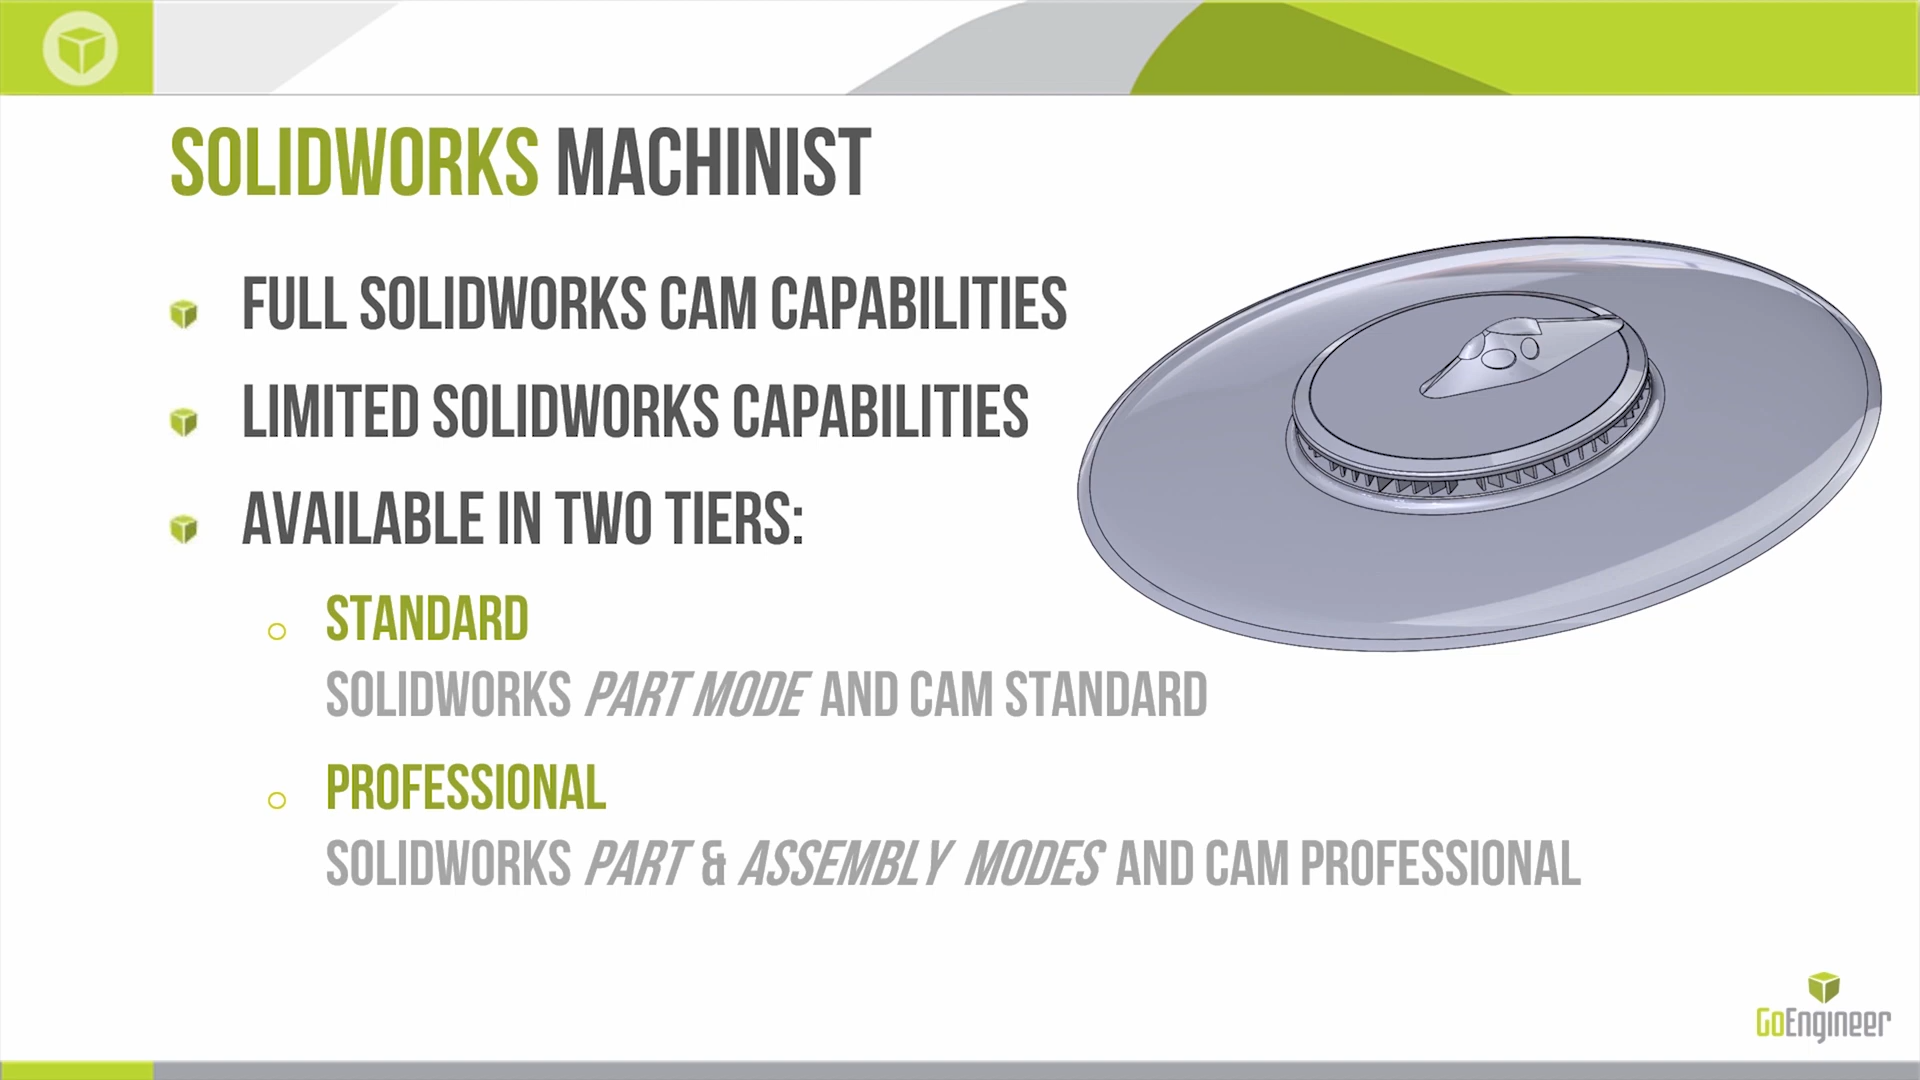 SOLIDWORKS MACHINIST
FULL SOLIDWORKS CAM CAPABILITIES
LIMITED SOLIDWORKS CAPABILITIES
AVAILABLE IN TWO TIERS:
STANDARD
SOLIDWORKS PART MODE AND CAM STANDARD
PROFESSIONAL
SOLIDWORKS PART & ASSEMBLY MODES AND CAM PROFESSIONAL
GoEngineer